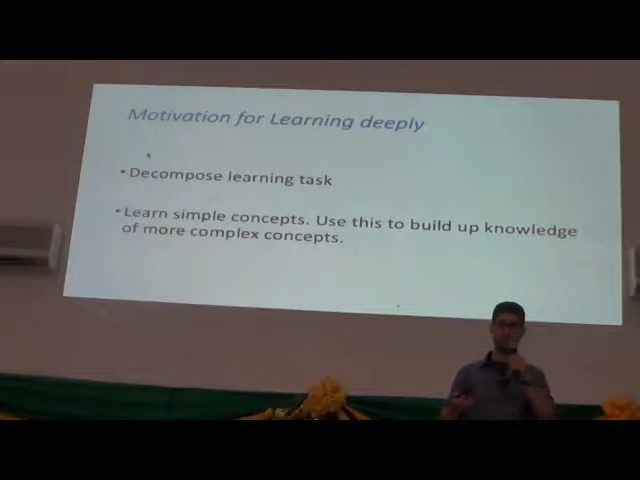 Motivation for Learning deeply
• Decompose learning task
• Learn simple concepts. Use this to build up knowledge
of more complex concepts.